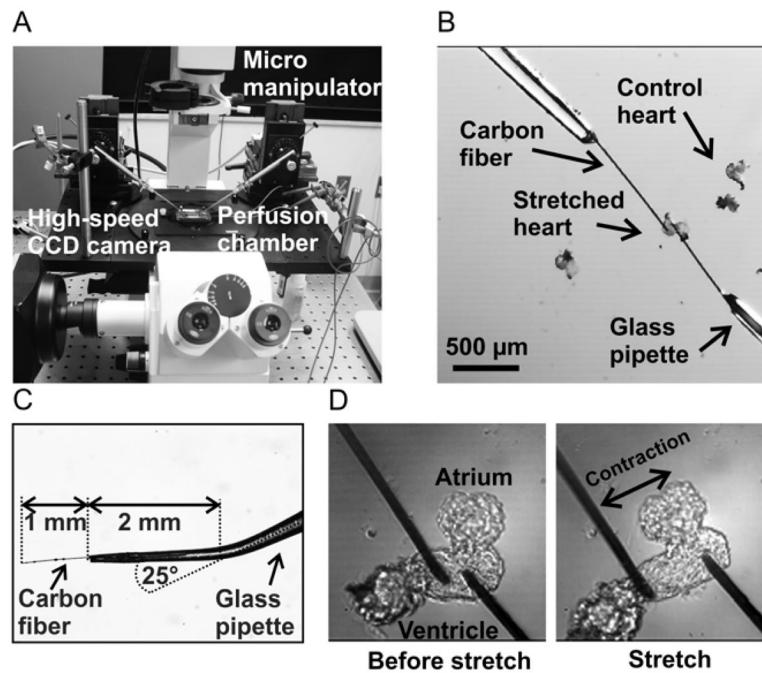 A
Micro
manipulator
High-speed
CCD camera
Perfusion
chamber
B
Control
heart
Carbon
fiber
Stretched
heart
Glass
pipette
500 µm
C
1 mm
2 mm
25°
Carbon
fiber
Glass
pipette
D
Atrium
Contraction
Ventricle
Before stretch
Stretch